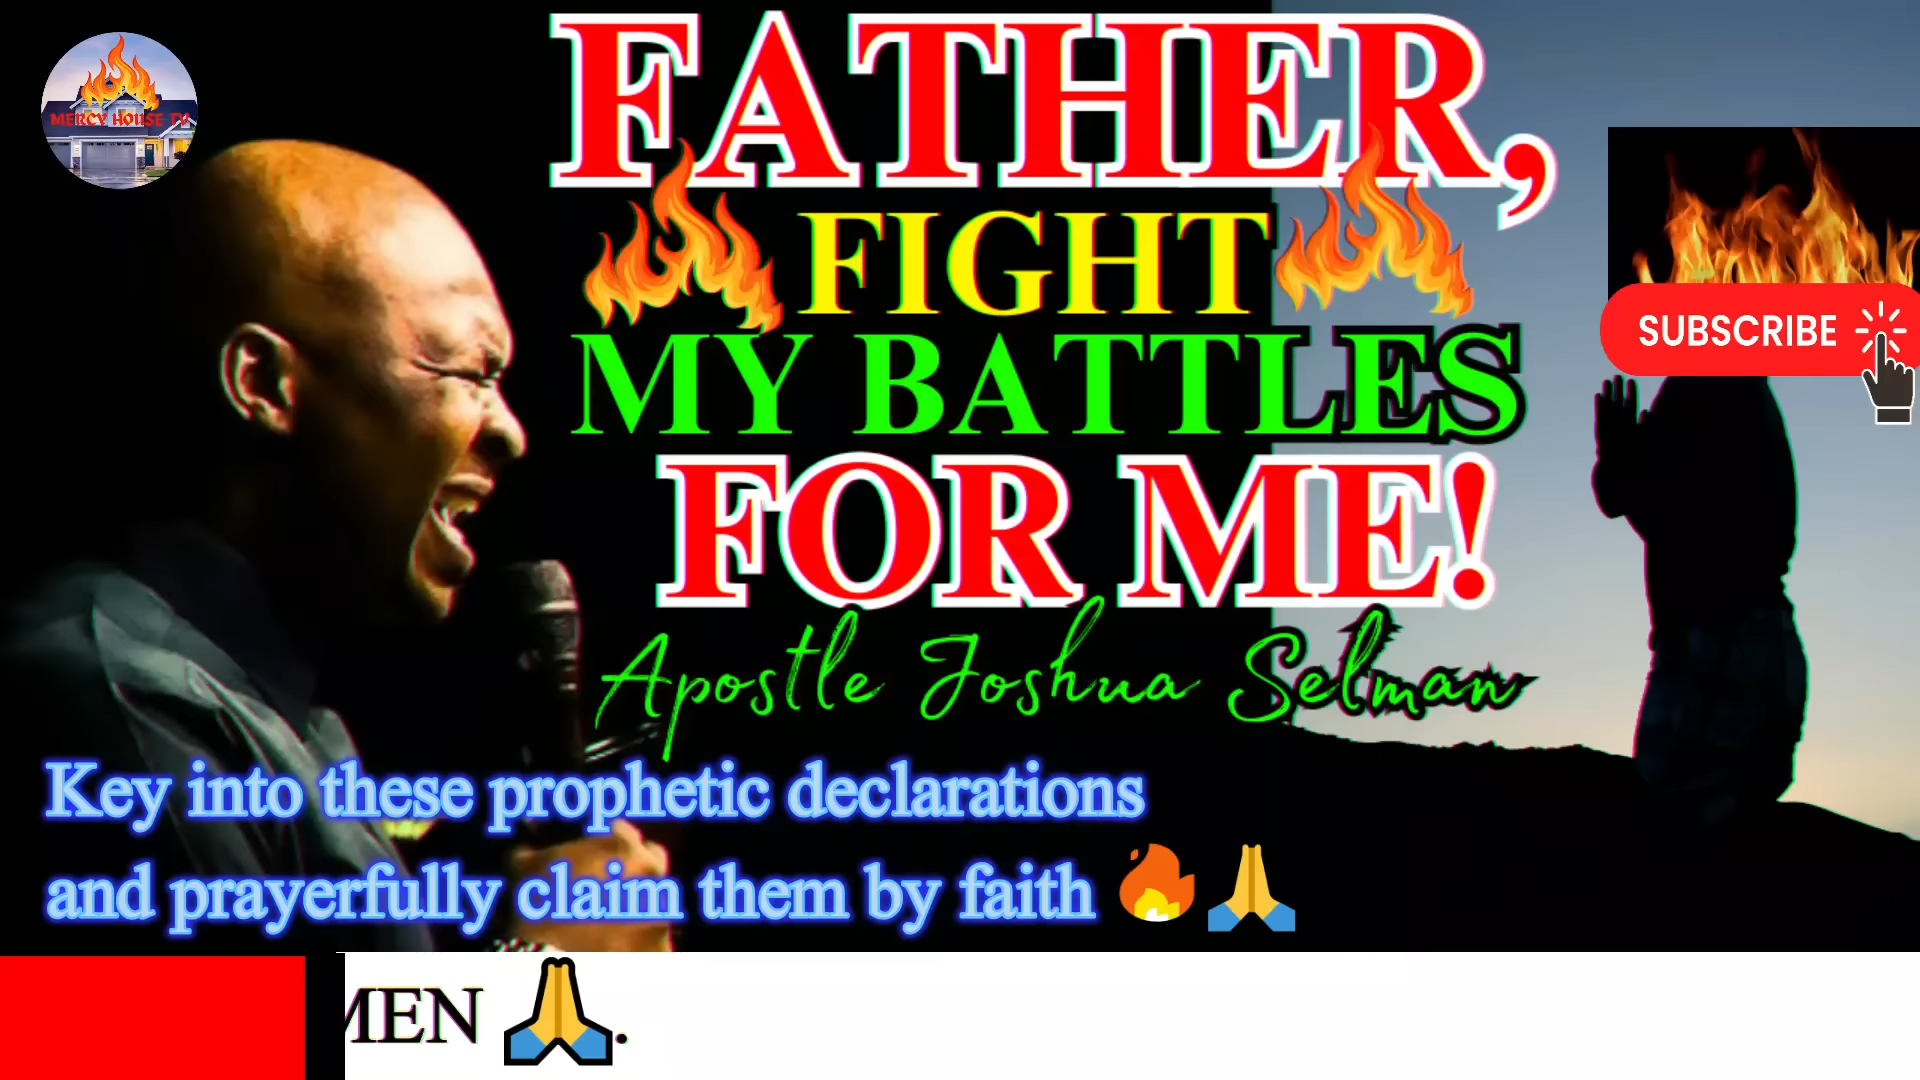 MERCY HOUSE TV
FATHER,
FIGHT
MY BATTLES
FOR ME!
Apostle Joshua Selman
SUBSCRIBE
Key into these prophetic declarations
and prayerfully claim them by faith 🔥🙏
MEN 🙏.